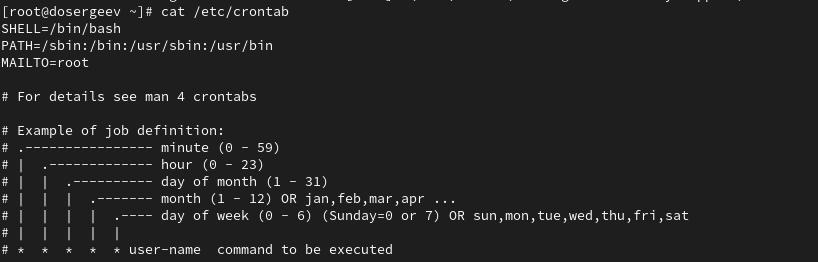 [root@dosergeev ~]# cat /etc/crontab
SHELL=/bin/bash
PATH=/sbin:/bin:/usr/sbin:/usr/bin
MAILTO=root

# For details see man 4 crontabs

# Example of job definition:
# .---------------- minute (0 - 59)
# |  .------------- hour (0 - 23)
# |  |  .---------- day of month (1 - 31)
# |  |  |  .------- month (1 - 12) OR jan,feb,mar,apr ...
# |  |  |  |  .---- day of week (0 - 6) (Sunday=0 or 7) OR sun,mon,tue,wed,thu,fri,sat
# |  |  |  |  |
# *  *  *  *  * user-name  command to be executed